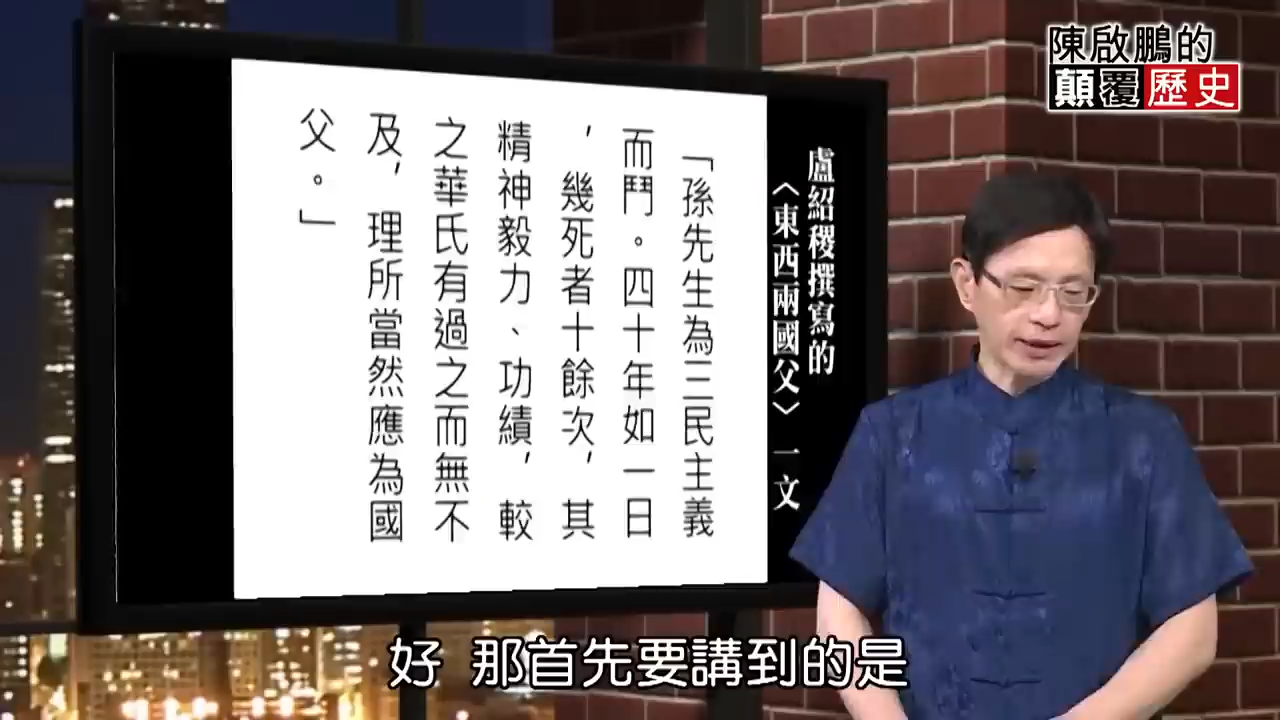 陳啟鵬的
顛覆歷史
盧紹稷撰寫的
〈東西兩國父〉一文
「孫先生為三民主義
而鬥。四十年如一日
，幾死者十餘次，其
精神毅力、功績，較
之華氏有過之而無不
及，理所當然應為國
父。」
好 那首先要講到的是